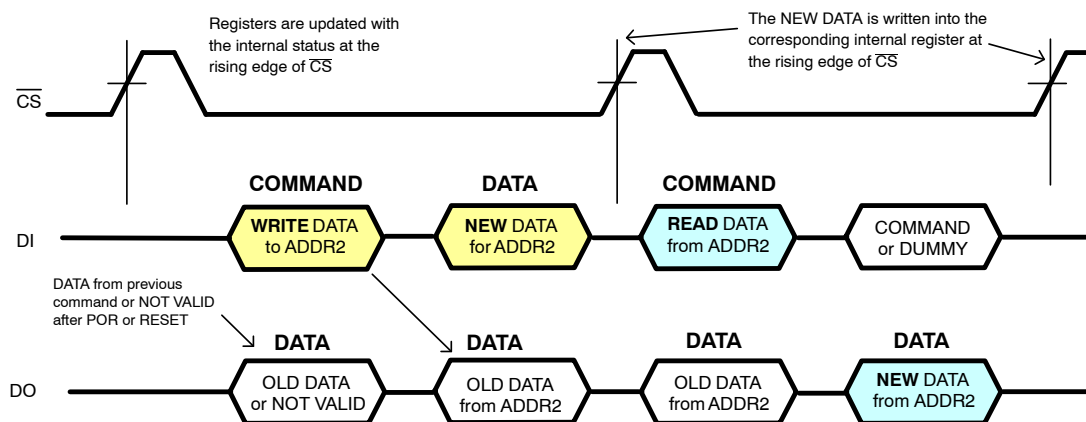 Registers are updated with
the internal status at the
rising edge of CS
The NEW DATA is written into the
corresponding internal register at
the rising edge of CS
CS
COMMAND
DATA
COMMAND
DI
WRITE DATA
to ADDR2
NEW DATA
for ADDR2
READ DATA
from ADDR2
COMMAND
or DUMMY
DATA from previous
command or NOT VALID
after POR or RESET
DATA
DATA
DATA
DATA
DO
OLD DATA
or NOT VALID
OLD DATA
from ADDR2
OLD DATA
from ADDR2
NEW DATA
from ADDR2